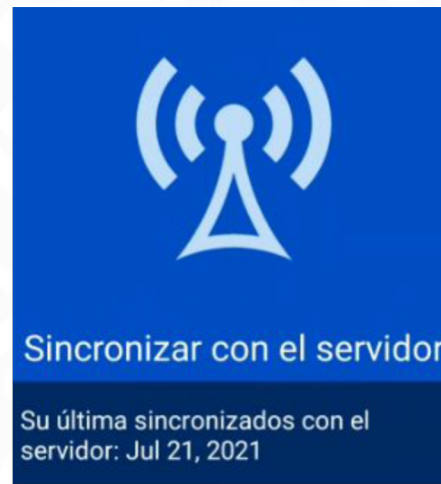 Sincronizar con el servidor
Su última sincronizados con el
servidor: Jul 21, 2021